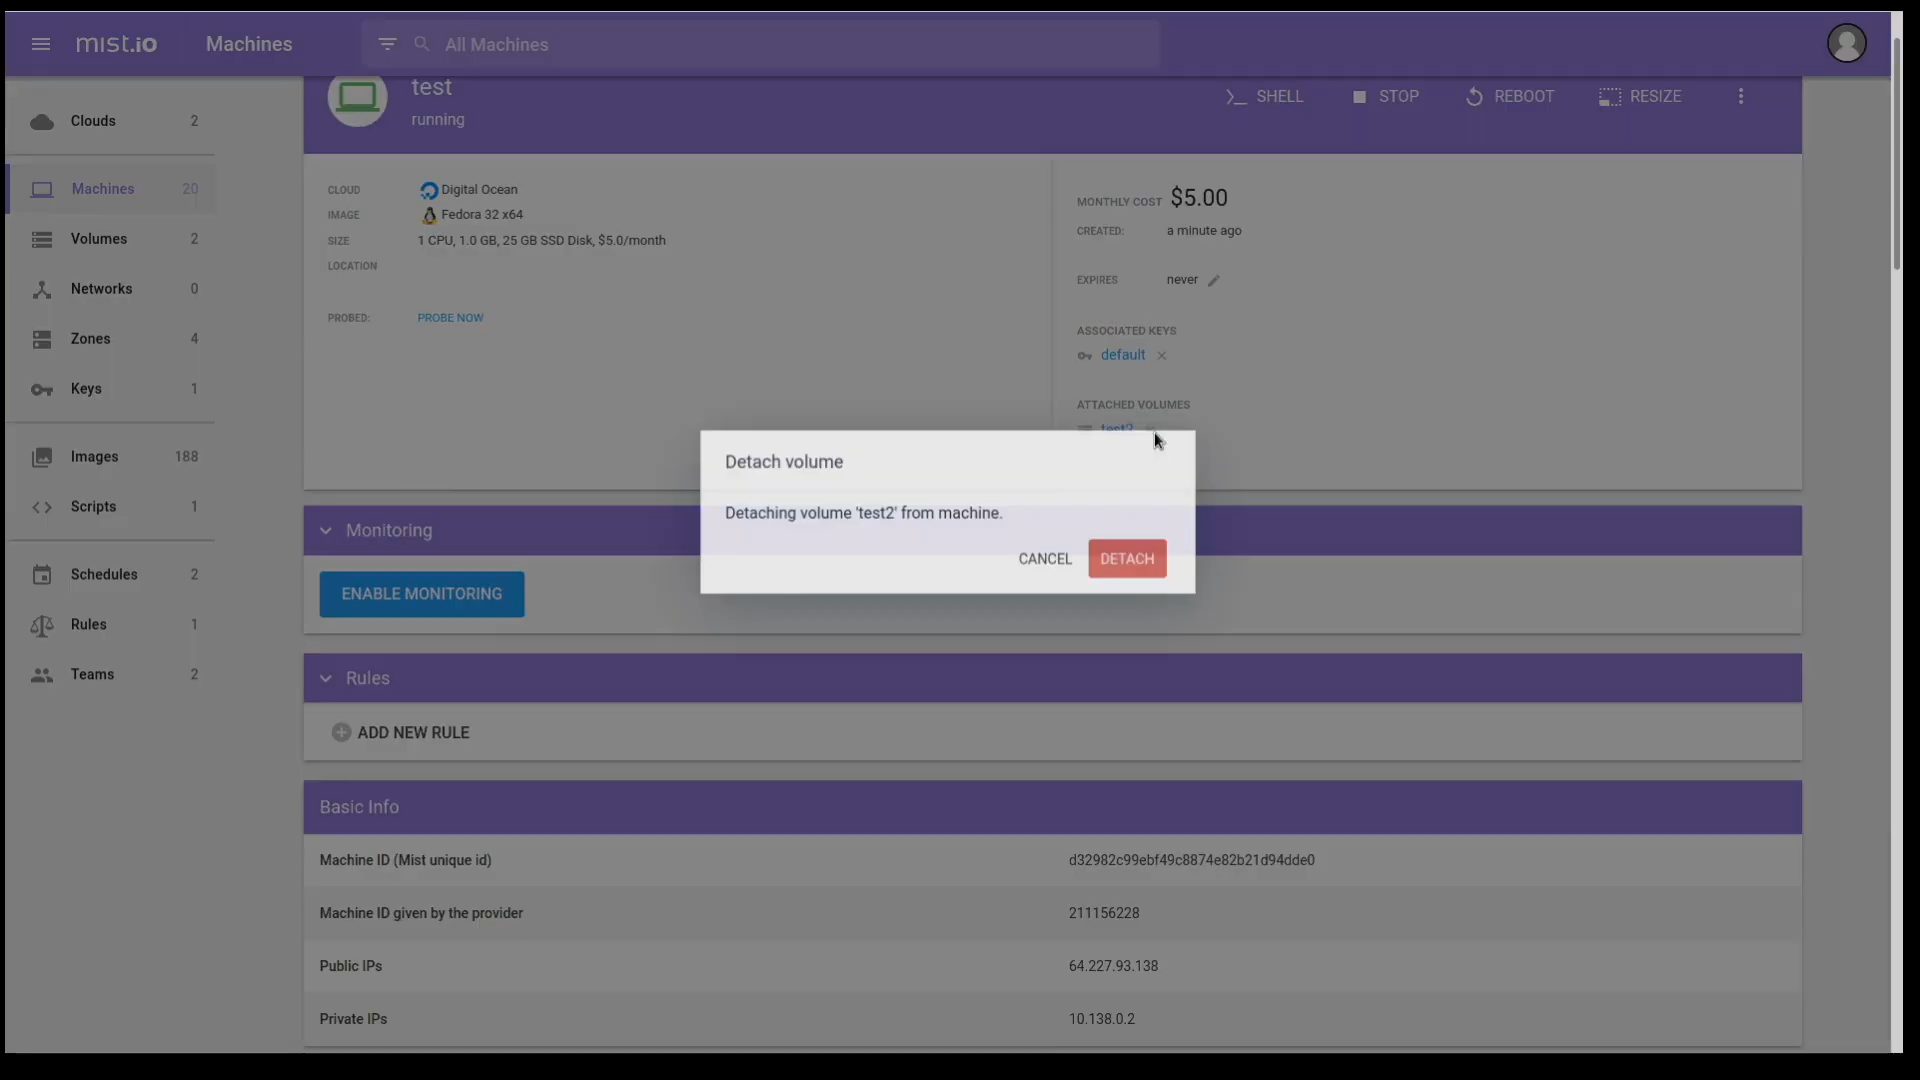 mist.io
Machines
All Machines
test
running
SHELL
STOP
REBOOT
RESIZE
Clouds 2
Machines 20
Volumes 2
Networks 0
Zones 4
Keys 1
Images 188
Scripts 1
Schedules 2
Rules 1
Teams 2
CLOUD Digital Ocean
IMAGE Fedora 32 x64
SIZE 1 CPU, 1.0 GB, 25 GB SSD Disk, $5.0/month
LOCATION
PROBED: PROBE NOW
MONTHLY COST $5.00
CREATED: a minute ago
EXPIRES never
ASSOCIATED KEYS
default
ATTACHED VOLUMES
test2
Detach volume
Detaching volume 'test2' from machine.
CANCEL DETACH
Monitoring
ENABLE MONITORING
Rules
ADD NEW RULE
Basic Info
Machine ID (Mist unique id) d32982c99ebf49c8874e82b21d94dde0
Machine ID given by the provider 211156228
Public IPs 64.227.93.138
Private IPs 10.138.0.2